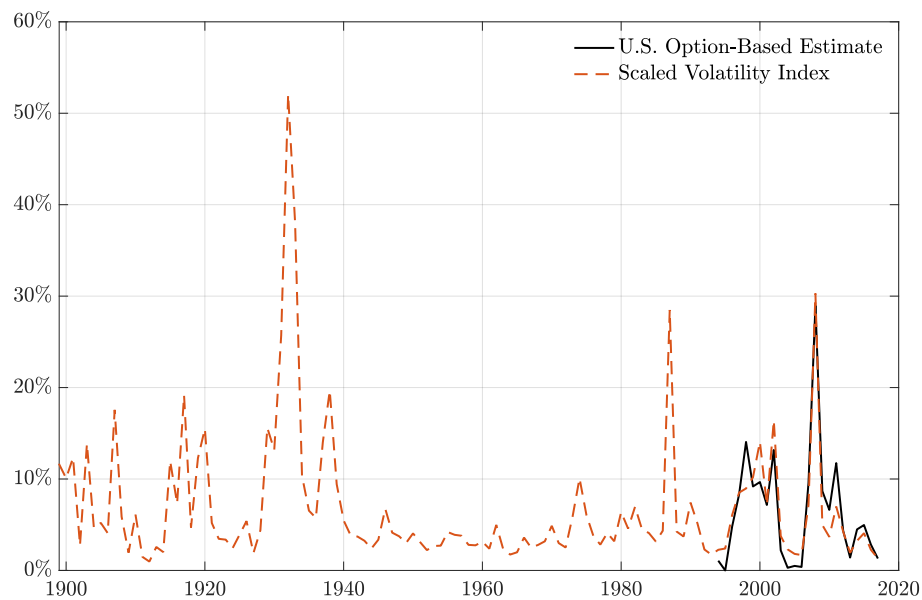 60%
U.S. Option-Based Estimate
Scaled Volatility Index
50%
40%
30%
20%
10%
0%
1900 1920 1940 1960 1980 2000 2020